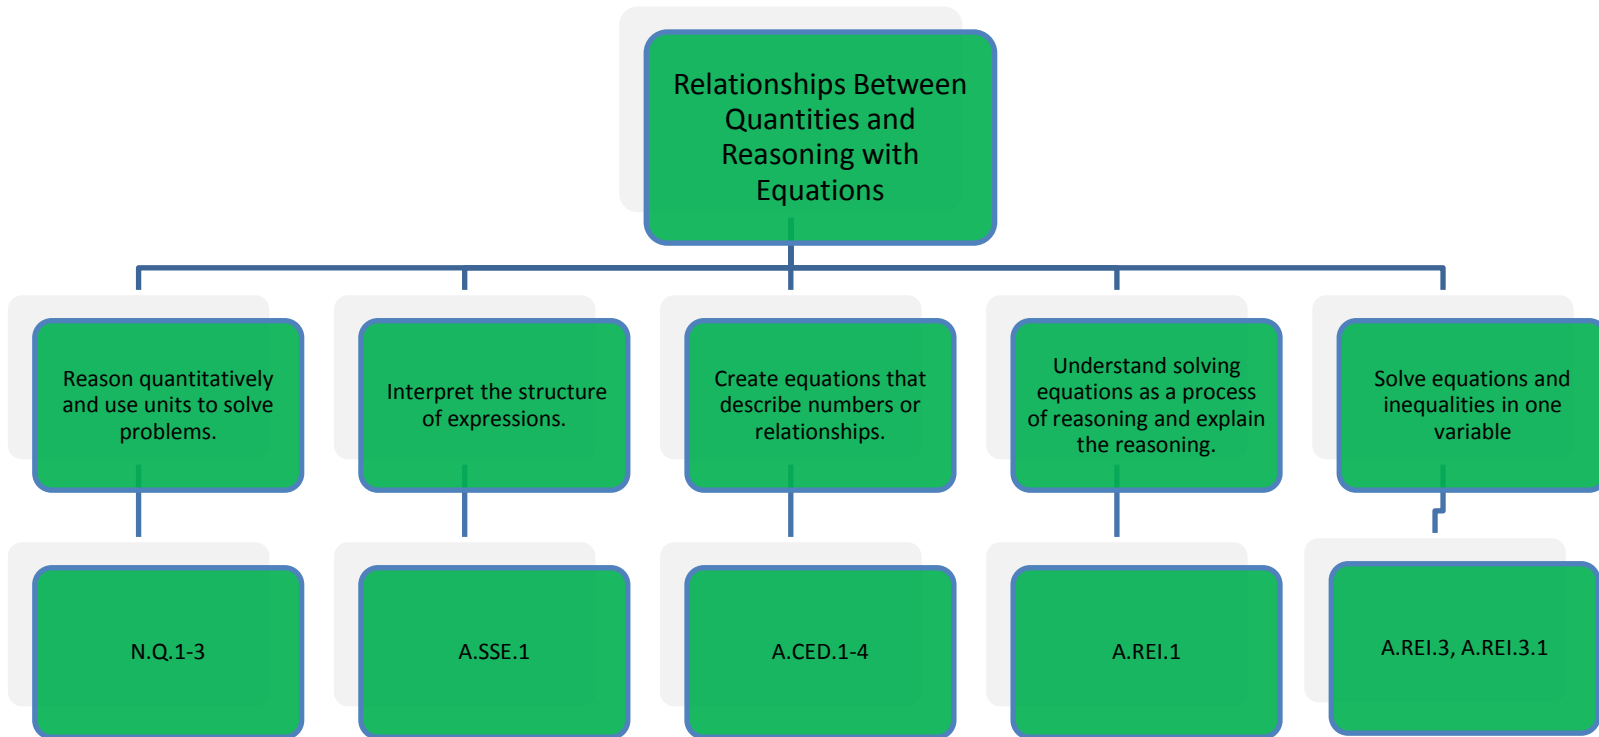 Relationships Between
Quantities and
Reasoning with
Equations
Reason quantitatively
and use units to solve
problems.
Interpret the structure
of expressions.
Create equations that
describe numbers or
relationships.
Understand solving
equations as a process
of reasoning and explain
the reasoning.
Solve equations and
inequalities in one
variable
N.Q.1-3
A.SSE.1
A.CED.1-4
A.REI.1
A.REI.3, A.REI.3.1